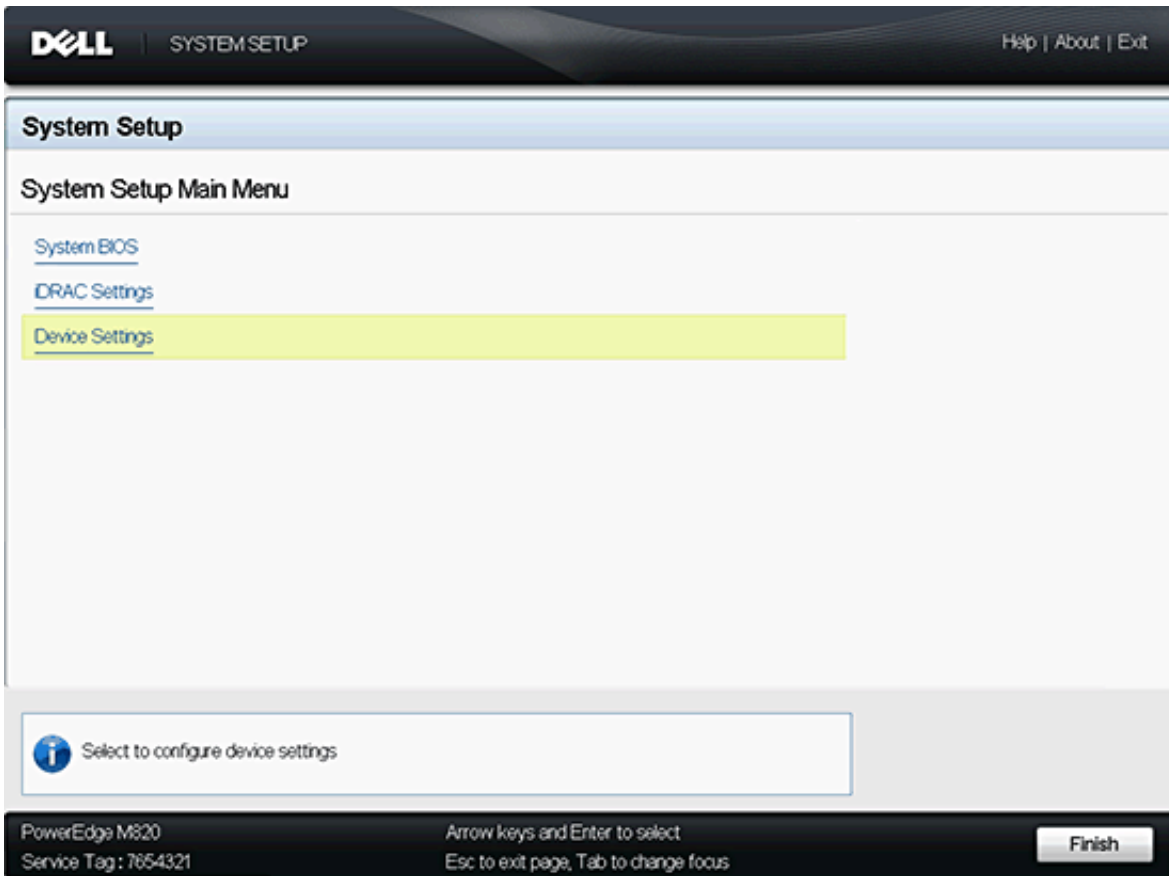 DELL SYSTEM SETUP Help | About | Exit
System Setup
System Setup Main Menu
System BIOS
iDRAC Settings
Device Settings
Select to configure device settings
PowerEdge M820 Arrow keys and Enter to select
Service Tag : 7654321 Esc to exit page, Tab to change focus
Finish